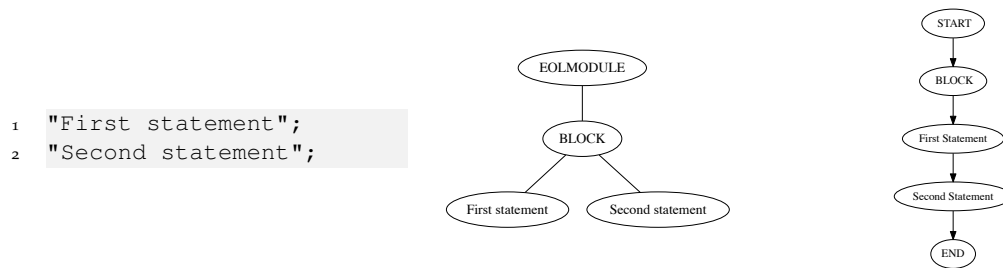 1 "First statement";
2 "Second statement";
EOLMODULE
BLOCK
First statement
Second statement
START
BLOCK
First Statement
Second Statement
END